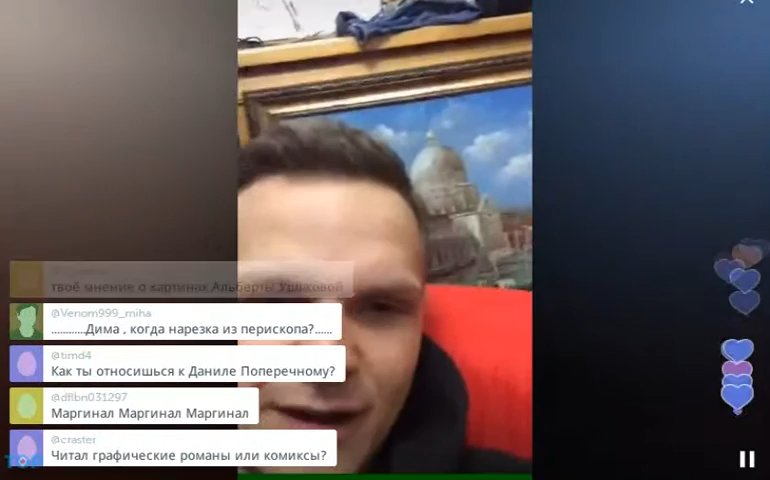 твоё мнение о картинах Альберты Ушаковой
@Venom999_miha
............Дима , когда нарезка из перископа?......
@timd4
Как ты относишься к Даниле Поперечному?
@dflbn031297
Маргинал Маргинал Маргинал
@craster
Читал графические романы или комиксы?